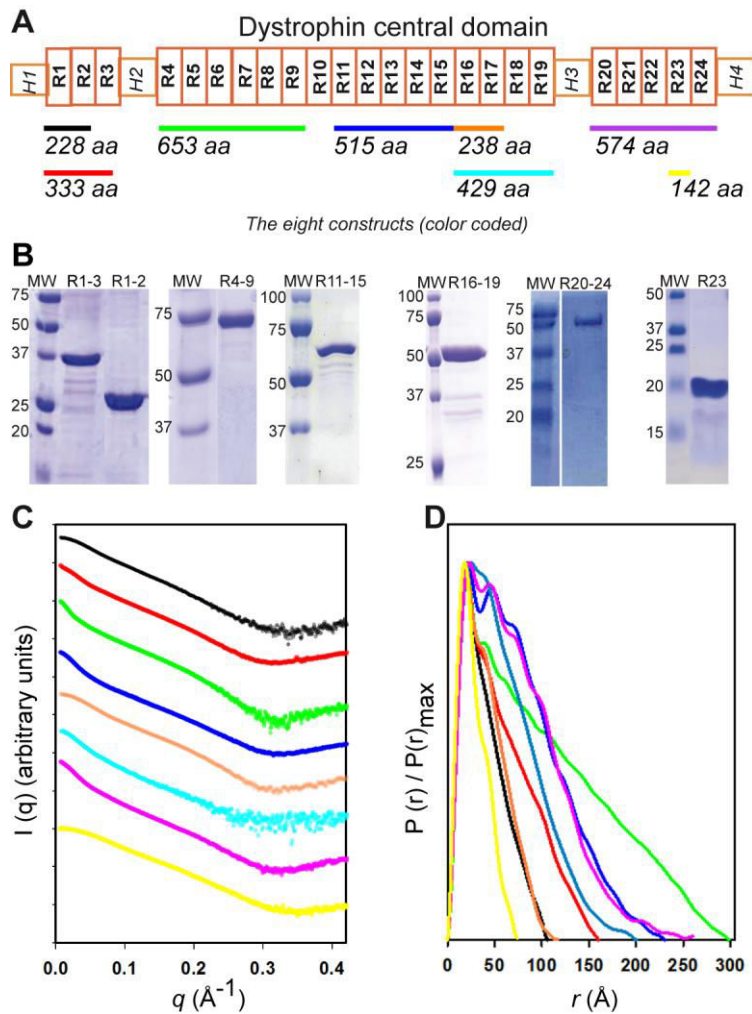 A
Dystrophin central domain
H1 R1 R2 R3 H2 R4 R5 R6 R7 R8 R9 R10 R11 R12 R13 R14 R15 R16 R17 R18 R19 H3 R20 R21 R22 R23 R24 H4
228 aa 653 aa 515 aa 238 aa 574 aa
333 aa 429 aa 142 aa
The eight constructs (color coded)
B
MW R1-3 R1-2
75
50
37
25
20
MW R4-9
75
50
37
MW R11-15
100
75
50
37
MW R16-19
100
75
50
37
25
MW R20-24
75
50
37
25
20
MW R23
50
37
25
20
15
C
I (q) (arbitrary units)
0.0 0.1 0.2 0.3 0.4
q (Å-1)
D
P (r) / P(r)max
0 50 100 150 200 250 300
r (Å)